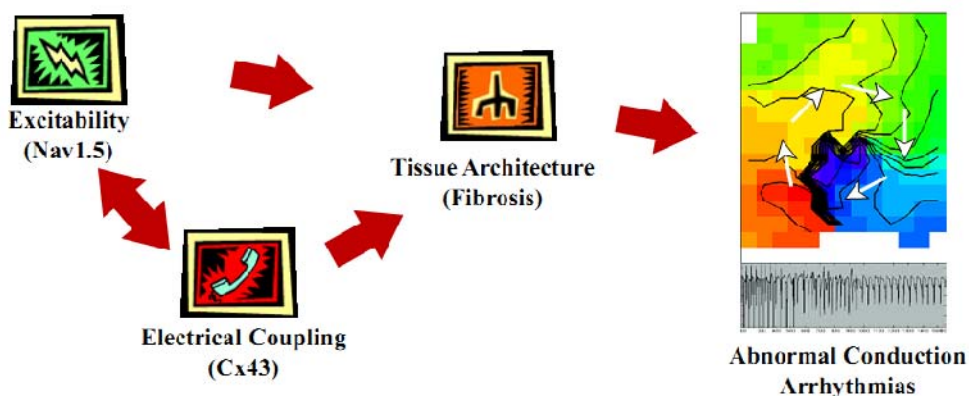 Excitability
(Nav1.5)
Tissue Architecture
(Fibrosis)
Electrical Coupling
(Cx43)
Abnormal Conduction
Arrhythmias